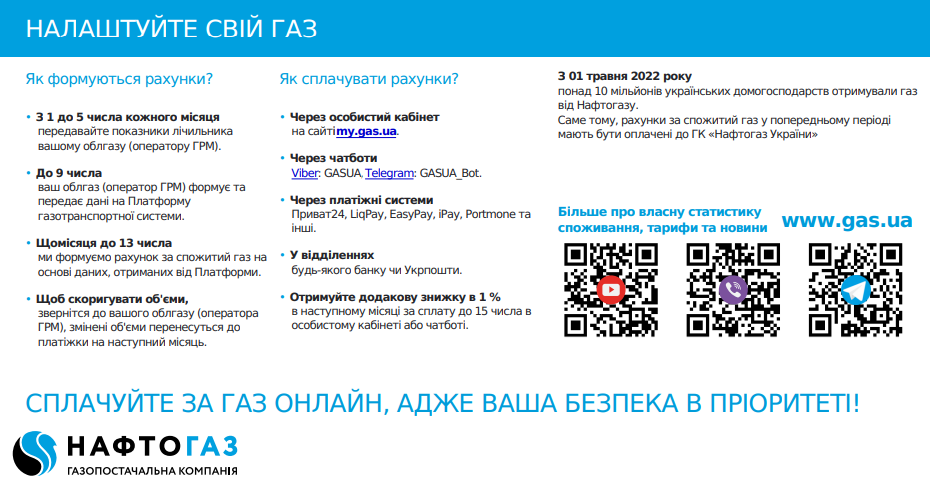 НАЛАШТУЙТЕ СВІЙ ГАЗ
Як формуються рахунки?
• З 1 до 5 числа кожного місяця
передавайте показники лічильника
вашому облгазу (оператору ГРМ).
• До 9 числа
ваш облгаз (оператор ГРМ) формує та
передає дані на Платформу
газотранспортної системи.
• Щомісяця до 13 числа
ми формуємо рахунок за спожитий газ на
основі даних, отриманих від Платформи.
• Щоб скоригувати об'єми,
звернітся до вашого облгазу (оператора
ГРМ), змінені об'єми перенесуться до
платіжки на наступний місяць.
Як сплачувати рахунки?
• Через особистий кабінет
на сайті my.gas.ua.
• Через чатботи
Viber: GASUA, Telegram: GASUA_Bot.
• Через платіжні системи
Приват24, LiqPay, EasyPay, iPay, Portmone та
інші.
• У відділеннях
будь-якого банку чи Укрпошти.
• Отримуйте додакову знижку в 1 %
в наступному місяці за сплату до 15 числа в
особистому кабінеті або чатботі.
З 01 травня 2022 року
понад 10 мільйонів українських домогосподарств отримували газ
від Нафтогазу.
Саме тому, рахунки за спожитий газ у попередньому періоді
мають бути оплачені до ГК «Нафтогаз України»
Більше про власну статистику
споживання, тарифи та новини
www.gas.ua
СПЛАЧУЙТЕ ЗА ГАЗ ОНЛАЙН, АДЖЕ ВАША БЕЗПЕКА В ПРІОРИТЕТІ!
НАФТОГАЗ
ГАЗОПОСТАЧАЛЬНА КОМПАНІЯ